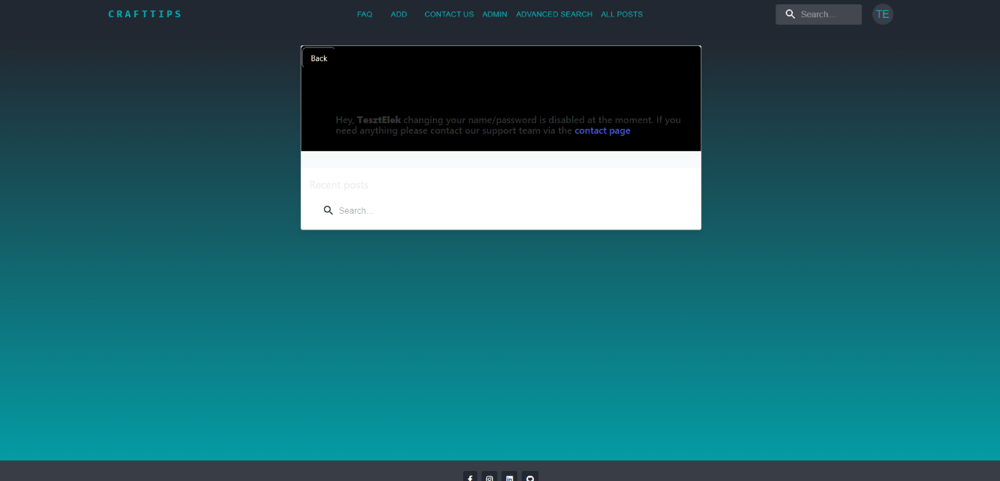 CRAFTTIPS
FAQ ADD CONTACT US ADMIN ADVANCED SEARCH ALL POSTS
Search...
TE
Back
Hey, TesztElek changing your name/password is disabled at the moment. If you
need anything please contact our support team via the contact page
Recent posts
Search...